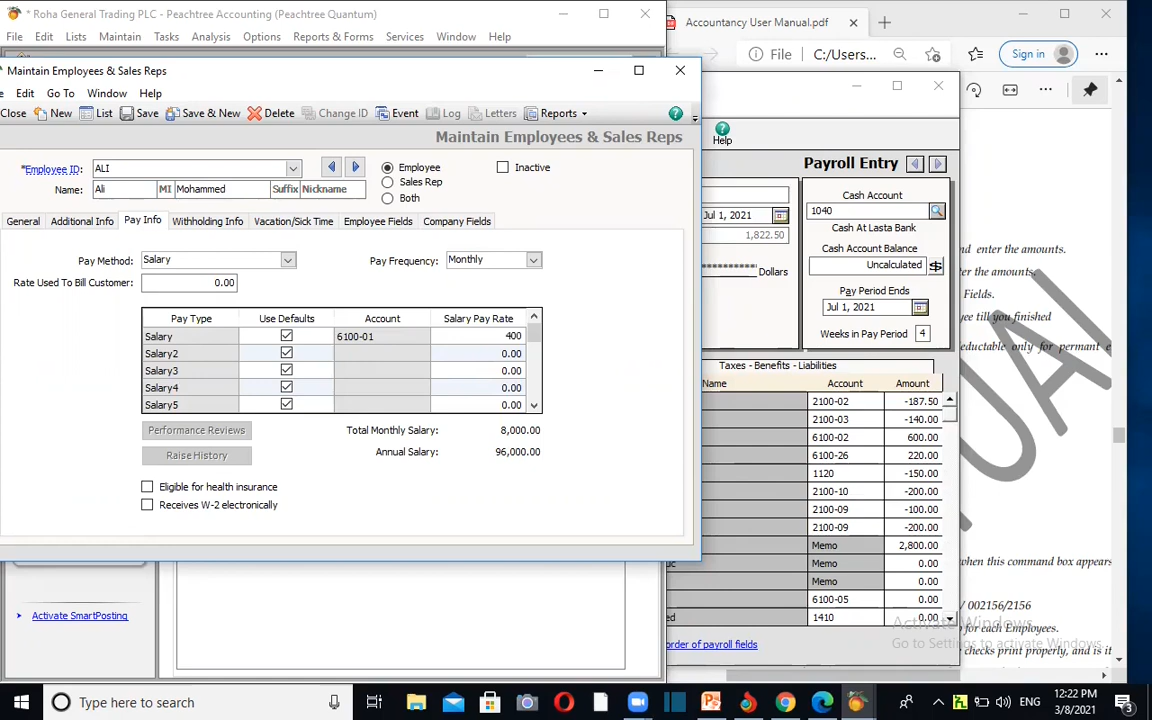 * Roha General Trading PLC - Peachtree Accounting (Peachtree Quantum)
File Edit Lists Maintain Tasks Analysis Options Reports & Forms Services Window Help
Accountancy User Manual.pdf
File C:/Users... Sign in
Maintain Employees & Sales Reps
Edit Go To Window Help
Close New List Save Save & New Delete Change ID Event Log Letters Reports
Maintain Employees & Sales Reps
*Employee ID: ALI
Name: Ali MI Mohammed Suffix Nickname
Employee
Sales Rep
Both
Inactive
General Additional Info Pay Info Withholding Info Vacation/Sick Time Employee Fields Company Fields
Pay Method: Salary Pay Frequency: Monthly
Rate Used To Bill Customer: 0.00
Pay Type Use Defaults Account Salary Pay Rate
Salary 6100-01 400
Salary2 0.00
Salary3 0.00
Salary4 0.00
Salary5 0.00
Performance Reviews Total Monthly Salary: 8,000.00
Raise History Annual Salary: 96,000.00
Eligible for health insurance
Receives W-2 electronically
Activate SmartPosting
Help
Payroll Entry
Jul 1, 2021
1,822.50
Dollars
Cash Account
1040
Cash At Lasta Bank
Cash Account Balance
Uncalculated
Pay Period Ends
Jul 1, 2021
Weeks in Pay Period 4
Taxes - Benefits - Liabilities
Name Account Amount
2100-02 -187.50
2100-03 -140.00
6100-02 600.00
6100-26 220.00
1120 -150.00
2100-10 -200.00
2100-09 -100.00
2100-09 -200.00
Memo 2,800.00
uc Memo 0.00
Memo 0.00
6100-05 0.00
ed 1410 0.00
order of payroll fields
nd enter the amounts.
ter the amounts.
Fields.
eye till you finished
deductable only for permant e
when this command box appears
/ 002156/2156
p for each Employees.
checks print properly, and is it
Activate Windows
Go to Settings to activate Windows.
Type here to search
ENG
12:22 PM
3/8/2021
3